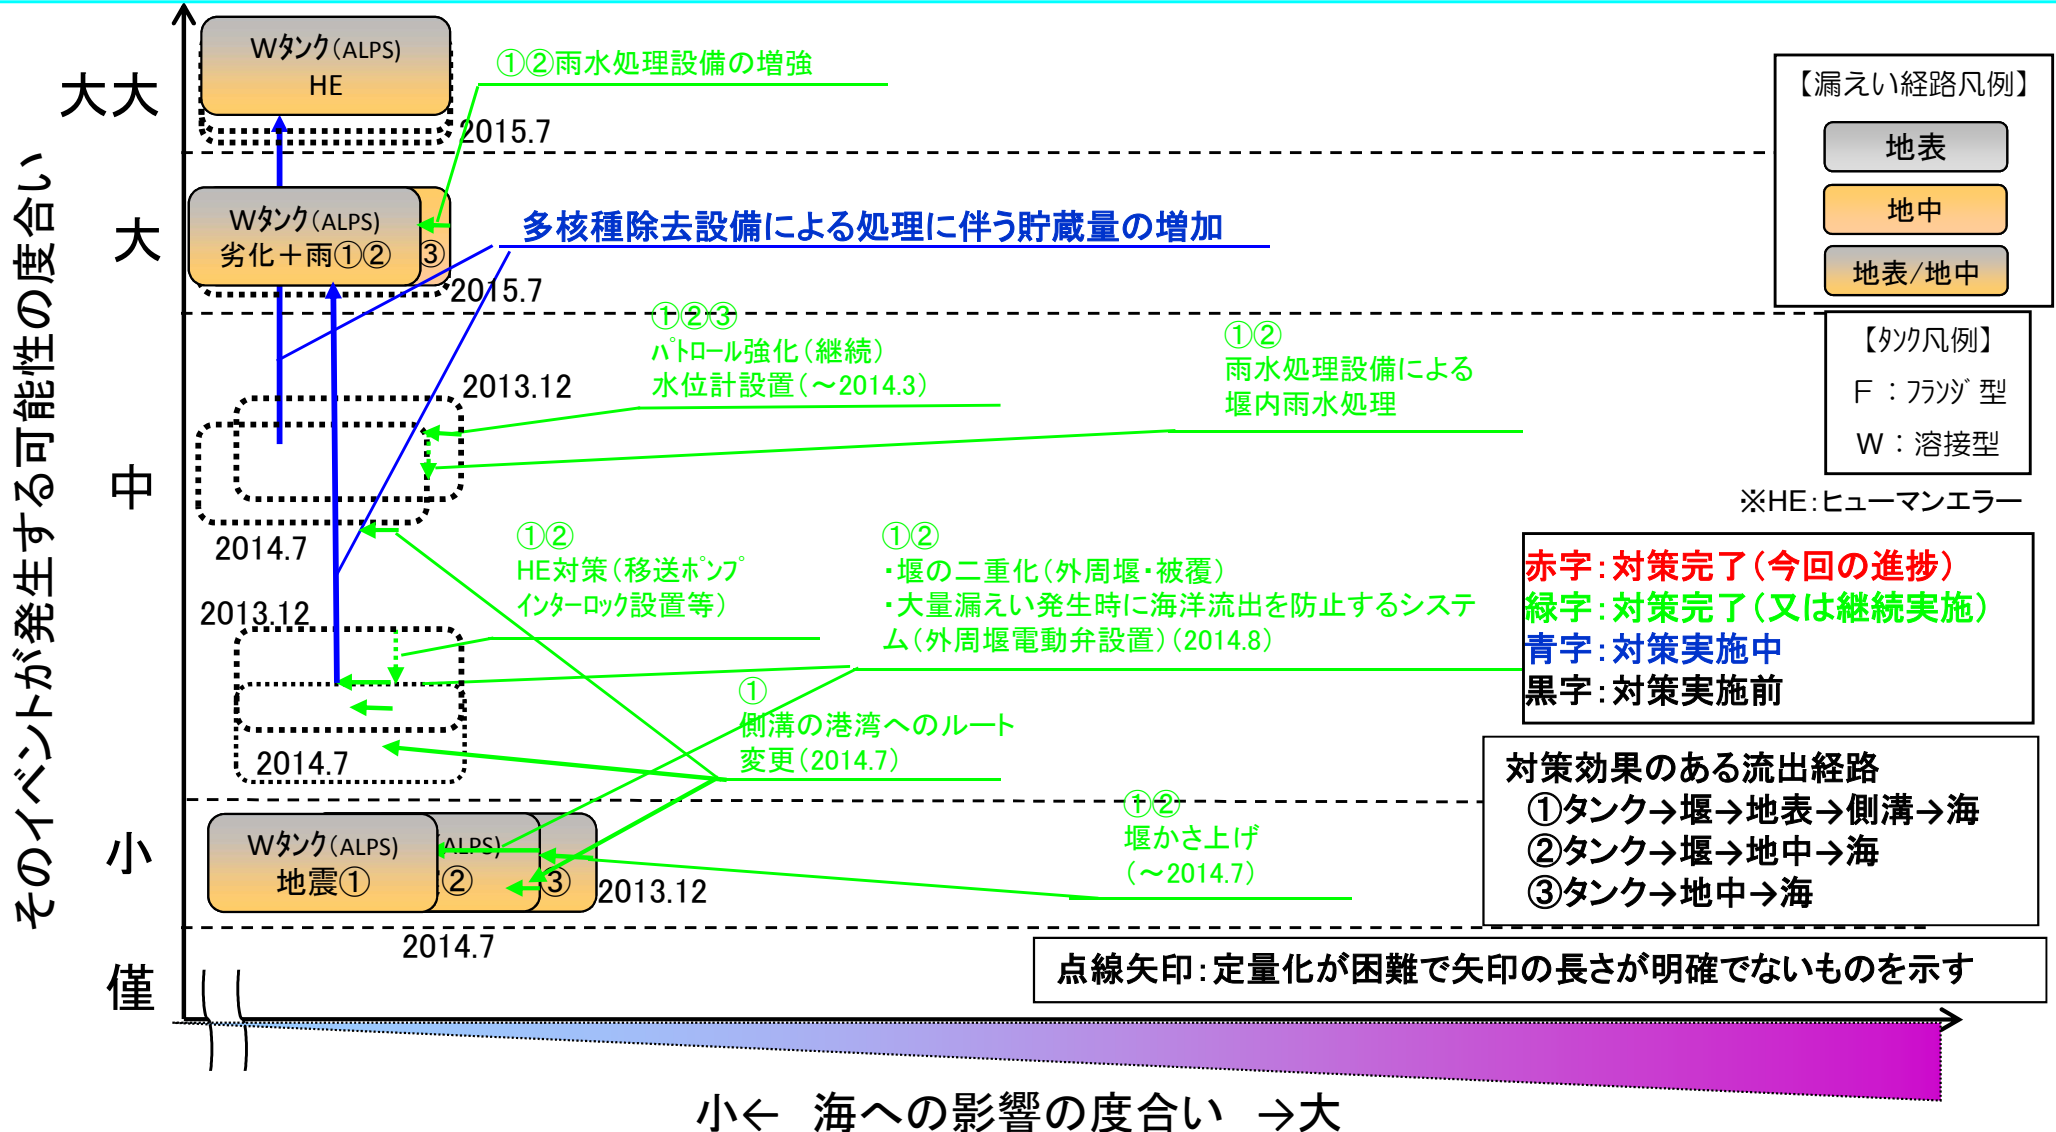 そのイベントが発生する可能性の度合い
大大
大
中
小
僅
Wタンク(ALPS)
HE
2015.7
①②雨水処理設備の増強
Wタンク(ALPS)
劣化＋雨①②
③
2015.7
多核種除去設備による処理に伴う貯蔵量の増加
①②③
パトロール強化(継続)
水位計設置(～2014.3)
①②
雨水処理設備による
堰内雨水処理
2013.12
2014.7
①②
HE対策(移送ポンプ
インターロック設置等)
①②
・堰の二重化(外周堰・被覆)
・大量漏えい発生時に海洋流出を防止するシステ
ム(外周堰電動弁設置)(2014.8)
2013.12
2014.7
①
側溝の港湾へのルート
変更(2014.7)
Wタンク(ALPS)
地震①
ALPS)
②
③
2013.12
2014.7
①②
堰かさ上げ
(～2014.7)
【漏えい経路凡例】
地表
地中
地表/地中
【タンク凡例】
F：フランジ型
W：溶接型
※HE:ヒューマンエラー
赤字：対策完了(今回の進捗)
緑字：対策完了(又は継続実施)
青字：対策実施中
黒字：対策実施前
対策効果のある流出経路
①タンク→堰→地表→側溝→海
②タンク→堰→地中→海
③タンク→地中→海
点線矢印：定量化が困難で矢印の長さが明確でないものを示す
小← 海への影響の度合い →大